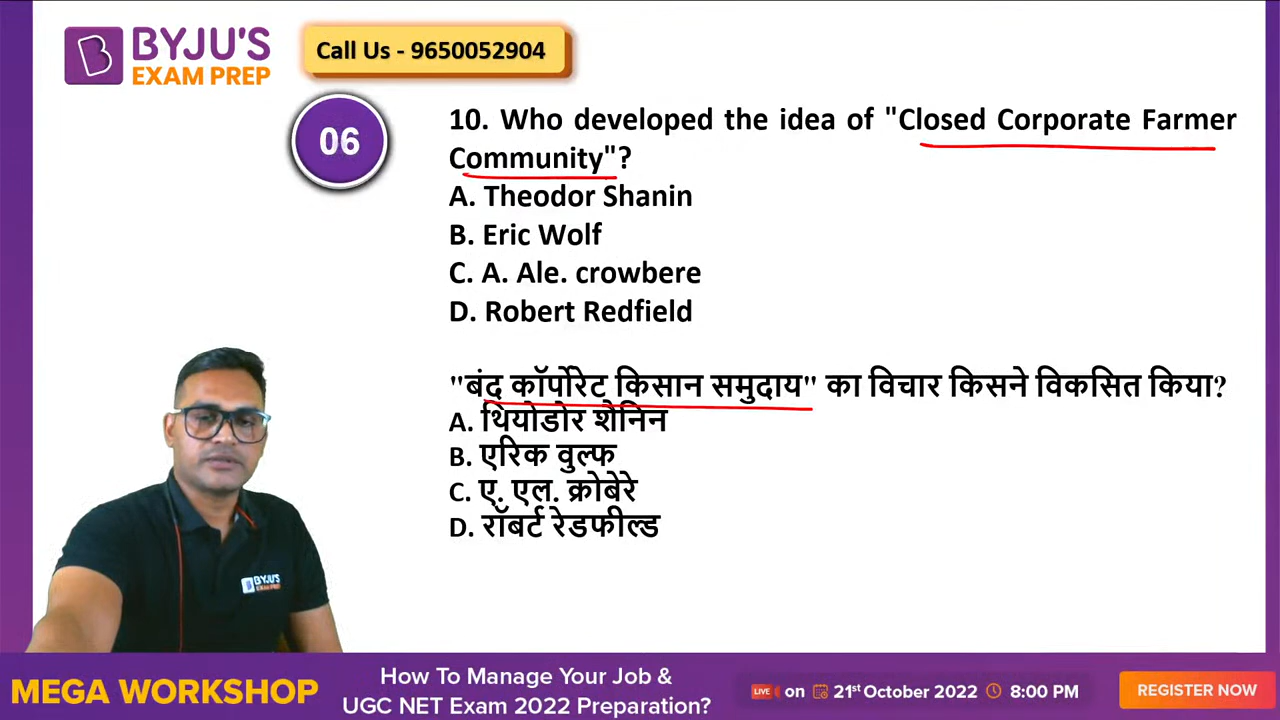 BYJU'S
EXAM PREP
Call Us - 9650052904
06
10. Who developed the idea of "Closed Corporate Farmer
Community"?
A. Theodor Shanin
B. Eric Wolf
C. A. Ale. crowbere
D. Robert Redfield
"बंद कॉर्पोरेट किसान समुदाय" का विचार किसने विकसित किया?
A. थियोडोर शैनिन
B. एरिक वुल्फ
C. ए. एल. क्रोबेरे
D. रॉबर्ट रेडफील्ड
BYJU'S
EXAM PREP
MEGA WORKSHOP
How To Manage Your Job &
UGC NET Exam 2022 Preparation?
LIVE on 21st October 2022 8:00 PM
REGISTER NOW